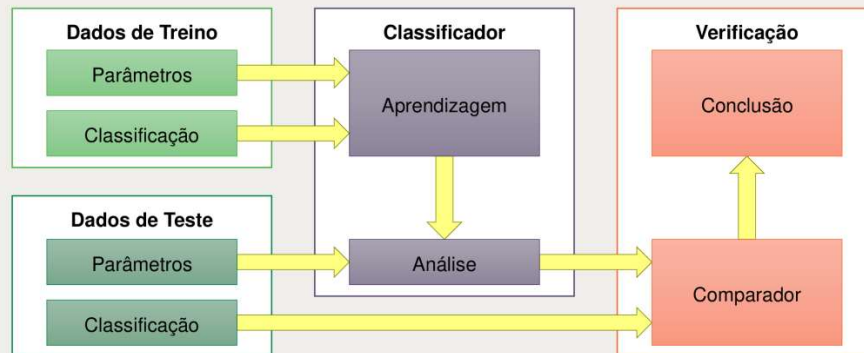 Dados de Treino
Parâmetros
Classificação
Classificador
Aprendizagem
Verificação
Conclusão
Dados de Teste
Parâmetros
Classificação
Análise
Comparador